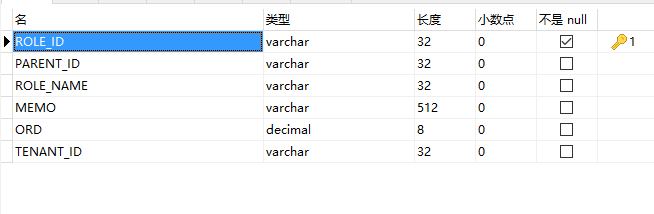 名 类型 长度 小数点 不是 null
ROLE_ID varchar 32 0 1
PARENT_ID varchar 32 0
ROLE_NAME varchar 32 0
MEMO varchar 512 0
ORD decimal 8 0
TENANT_ID varchar 32 0